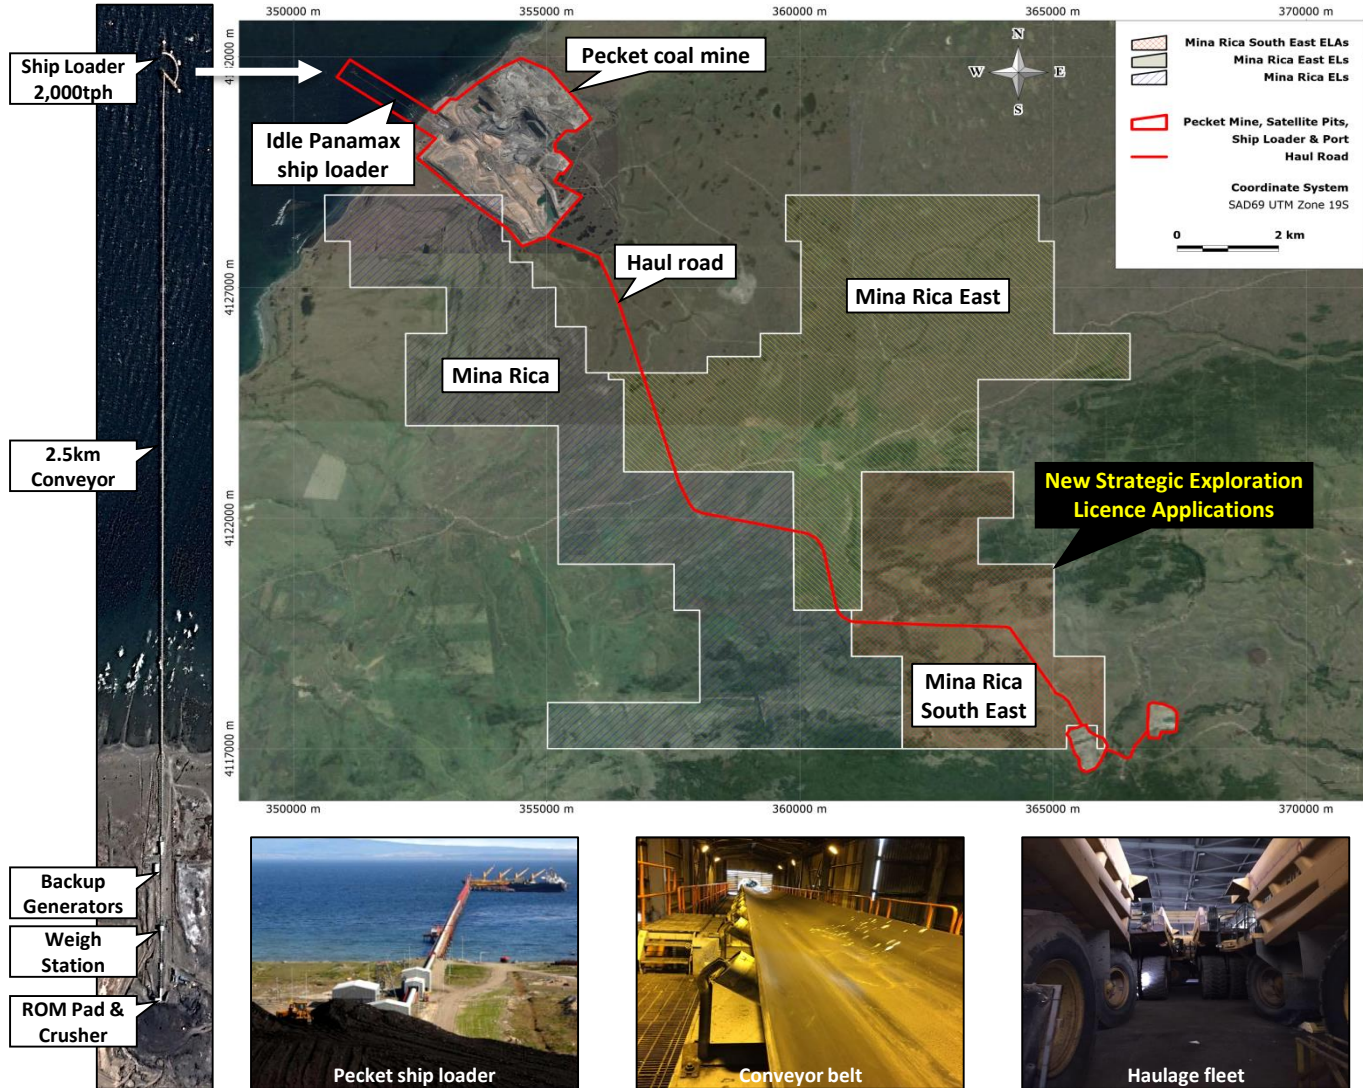 350000 m
355000 m
360000 m
365000 m
370000 m
Ship Loader
2,000tph
Pecket coal mine
Idle Panamax
ship loader
N
W
E
S
Mina Rica South East ELAs
Mina Rica East ELs
Mina Rica ELs
Pecket Mine, Satellite Pits,
Ship Loader & Port
Haul Road
Coordinate System
SAD69 UTM Zone 19S
0
2 km
4127000 m
Haul road
Mina Rica East
Mina Rica
2.5km
Conveyor
New Strategic Exploration
Licence Applications
4122000 m
Mina Rica
South East
4117000 m
350000 m
355000 m
360000 m
365000 m
370000 m
Backup
Generators
Weigh
Station
ROM Pad &
Crusher
Pecket ship loader
Conveyor belt
Haulage fleet